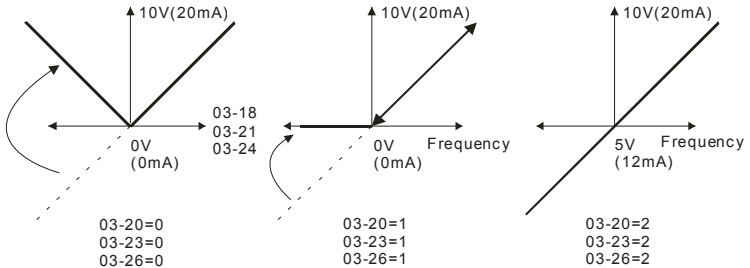 10V(20mA)
0V
(0mA)
03-18
03-21
03-24
03-20=0
03-23=0
03-26=0
10V(20mA)
0V
(0mA)
Frequency
03-20=1
03-23=1
03-26=1
10V(20mA)
5V
(12mA)
Frequency
03-20=2
03-23=2
03-26=2